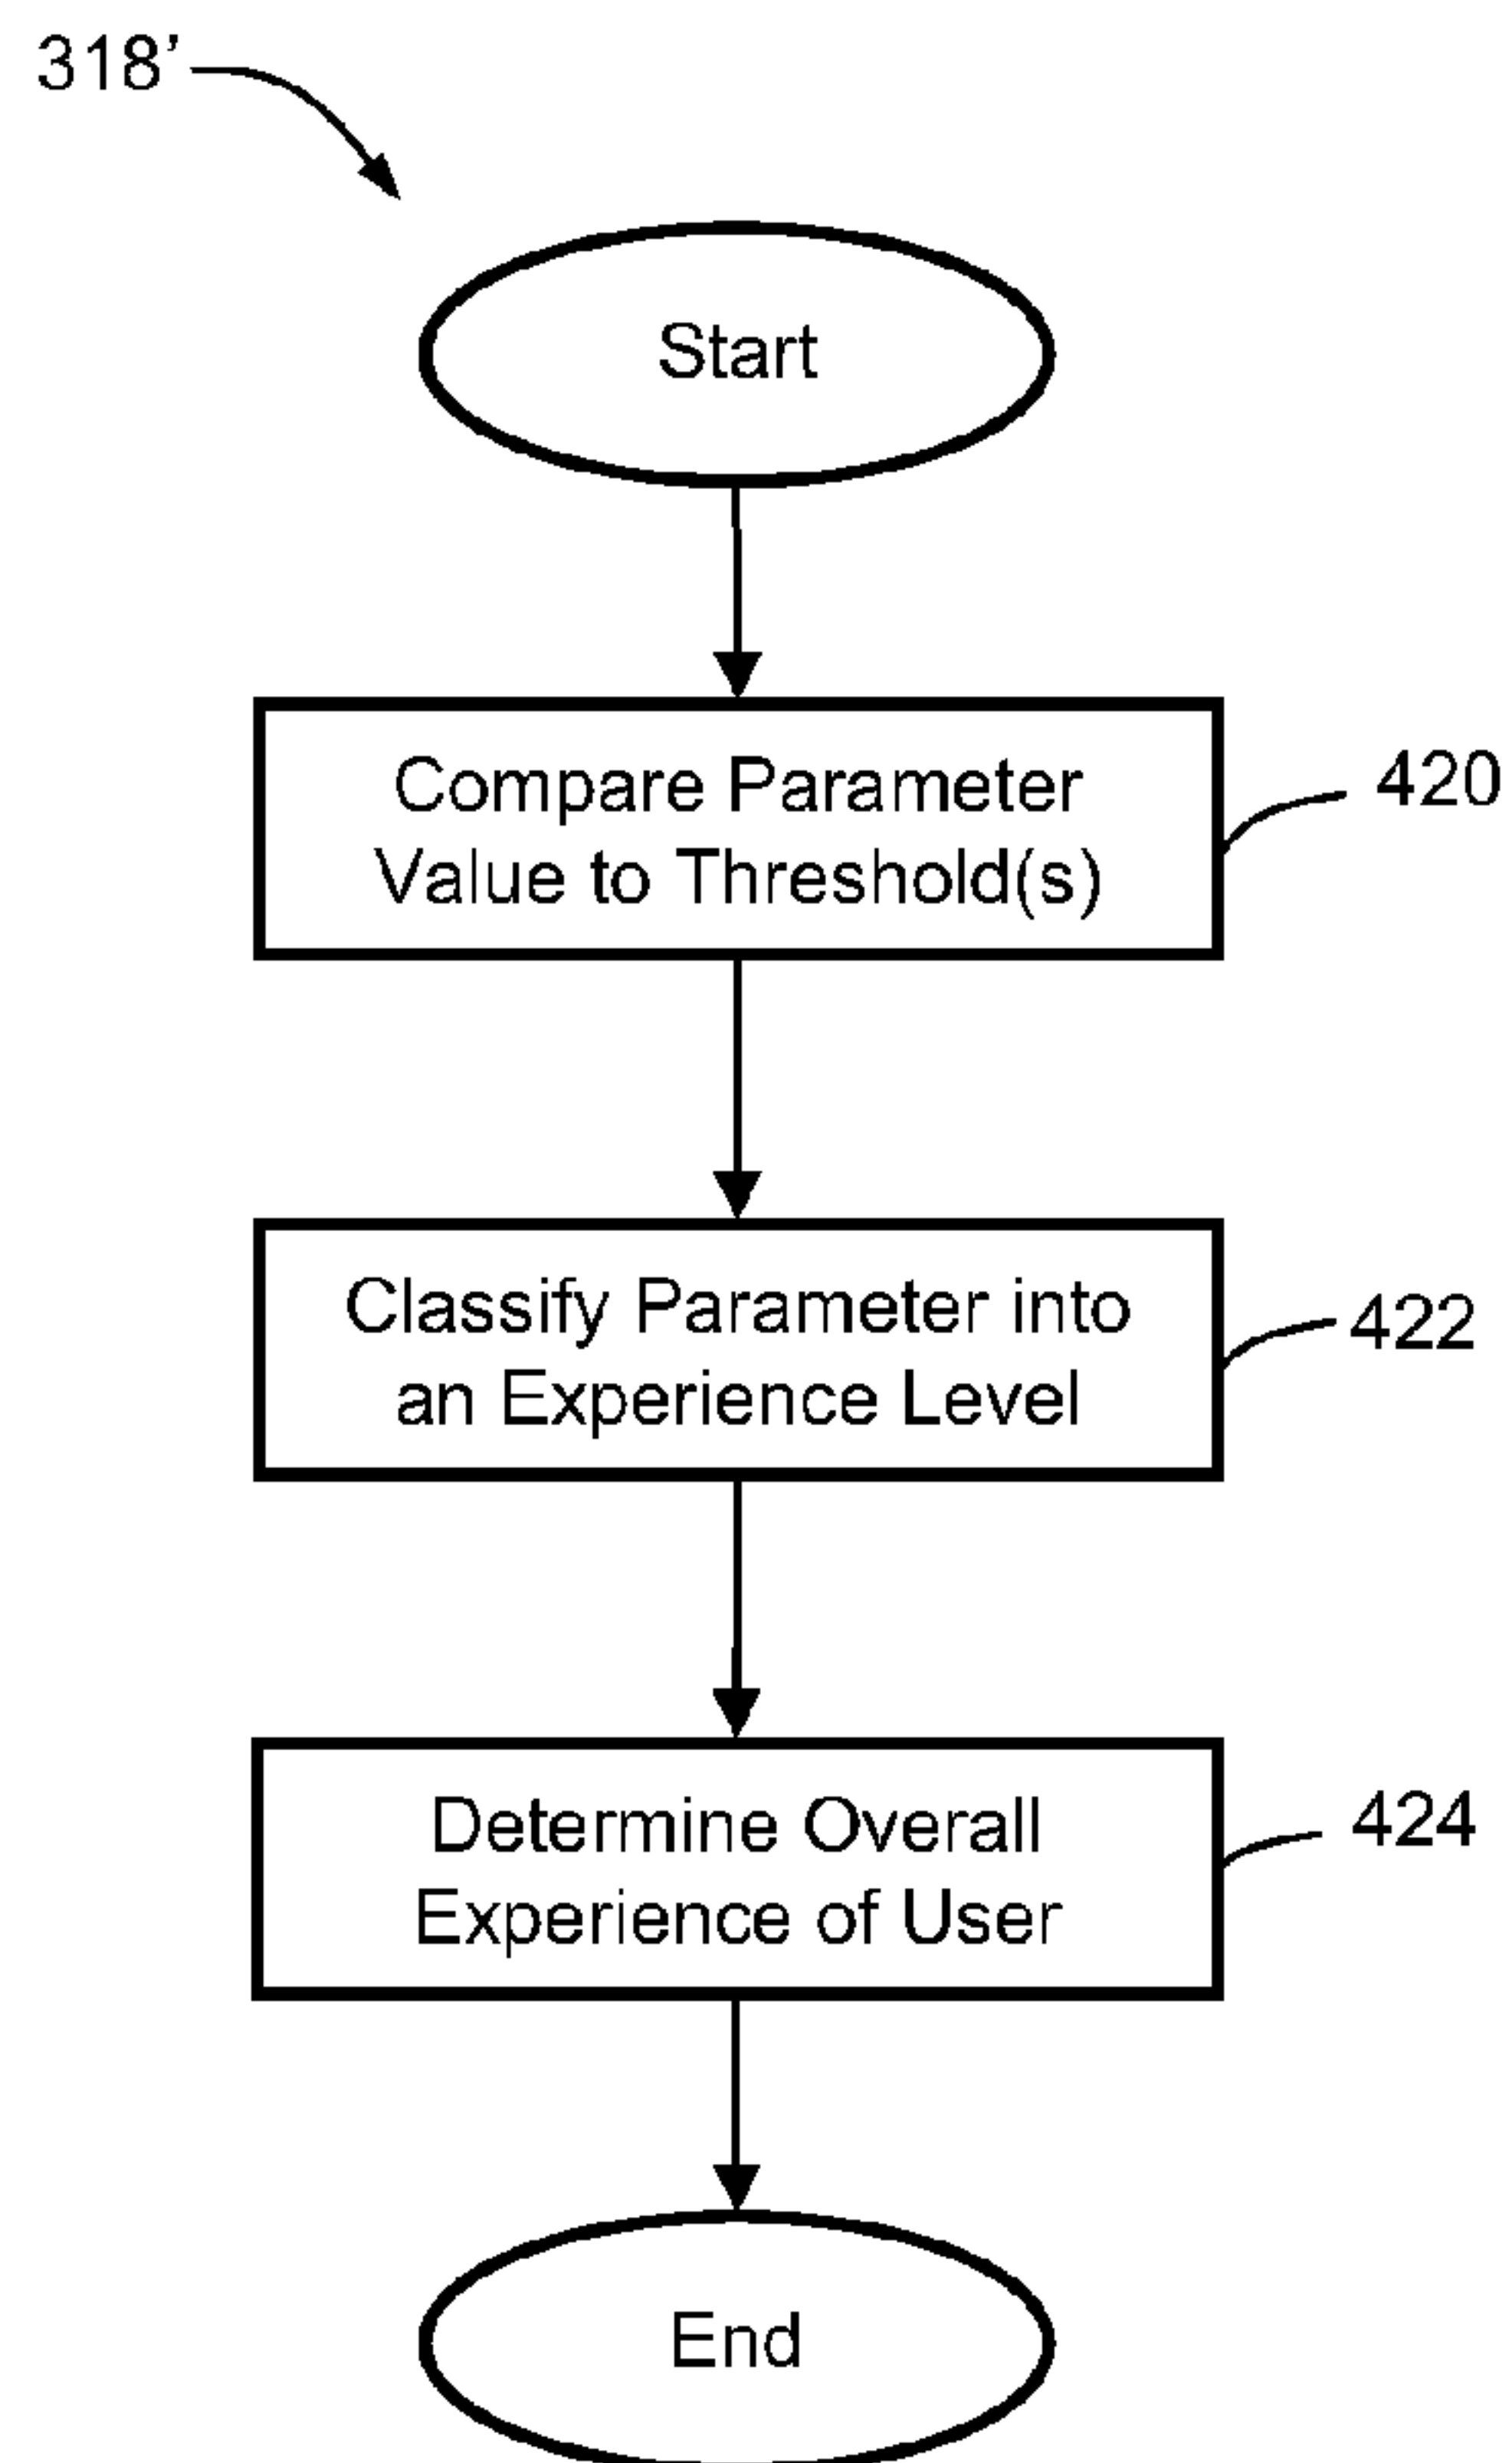 318’
Start
Compare Parameter
Value to Threshold(s)
420
Classify Parameter into
an Experience Level
422
Determine Overall
Experience of User
424
End